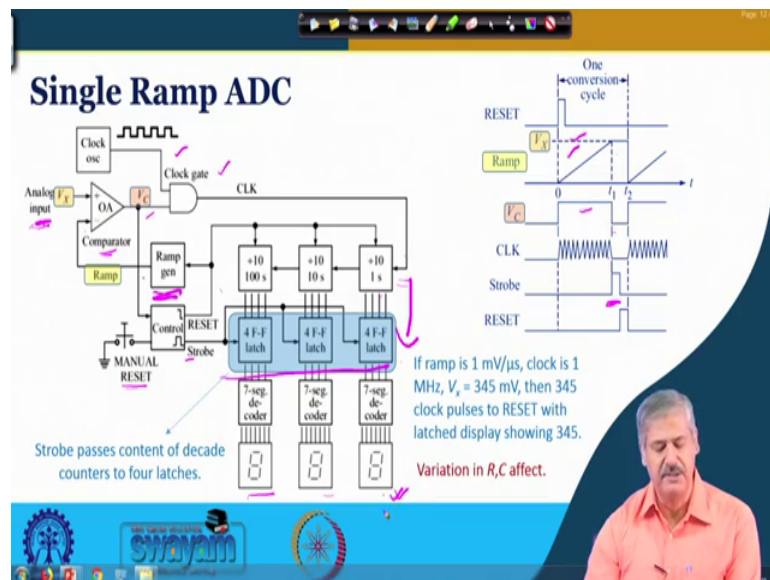 Page: 12
Single Ramp ADC
Clock
osc
Clock gate
CLK
Analog
input
VX
+
−
OA
VC
Comparator
Ramp
Ramp
gen
Control
RESET
Strobe
MANUAL
RESET
÷10
100 s
÷10
10 s
÷10
1 s
4 F-F
latch
4 F-F
latch
4 F-F
latch
7-seg.
de-
coder
7-seg.
de-
coder
7-seg.
de-
coder
8
8
8
Strobe passes content of decade
counters to four latches.
One
conversion
cycle
RESET
VX
Ramp
0
t1
t2
t
VC
CLK
Strobe
RESET
If ramp is 1 mV/μs, clock is 1
MHz, Vx = 345 mV, then 345
clock pulses to RESET with
latched display showing 345.
Variation in R,C affect.
swayam